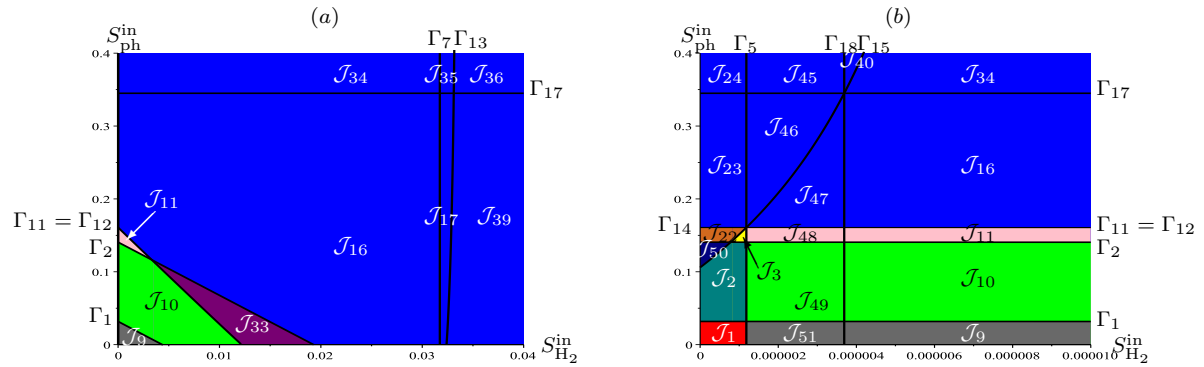 (a)
S^in_ph
Γ7 Γ13
0.4
J34
J35
J36
Γ17
0.3
0.2
J11
Γ11 = Γ12
J17
J39
J16
Γ2
0.1
J10
J33
Γ1
J9
0
0
0.01
0.02
0.03
0.04
S^in_H2
(b)
S^in_ph
Γ5
Γ18 Γ15
0.4
J24
J45
J40
J34
Γ17
0.3
J46
J23
J16
0.2
J47
Γ14
Γ11 = Γ12
J22
J48
J11
J50
Γ2
0.1
J2
J3
J10
J49
Γ1
J1
J51
J9
0
0
0.000002
0.000004
0.000006
0.000008
0.000010
S^in_H2